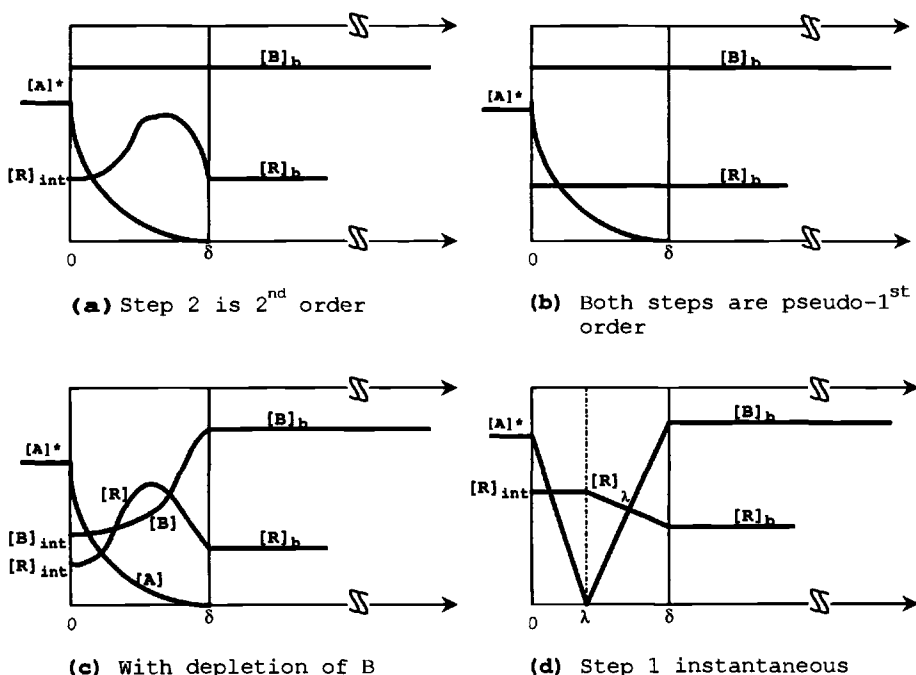 [B]b
[A]*
[R]int
[R]b
0
δ
(a) Step 2 is 2nd order
[B]b
[A]*
[R]b
0
δ
(b) Both steps are pseudo-1st
order
[B]b
[A]*
[R]
[B]
[B]int
[R]int
[R]b
[A]
0
δ
(c) With depletion of B
[B]b
[A]*
[R]int
[R]λ
[R]b
0
λ
δ
(d) Step 1 instantaneous